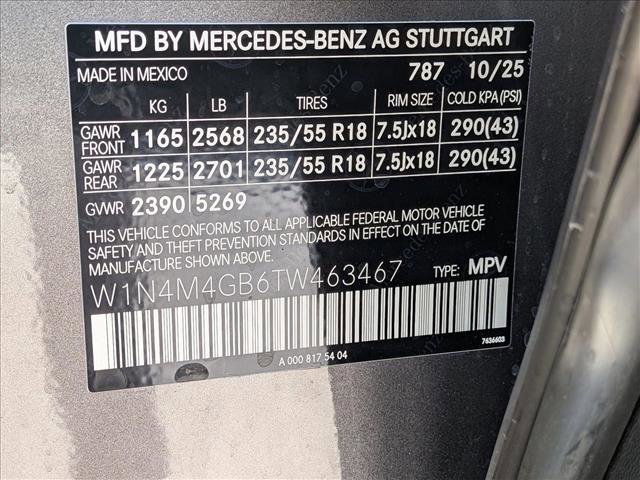 MFD BY MERCEDES-BENZ AG STUTTGART
MADE IN MEXICO 787 10/25
KG LB TIRES RIM SIZE COLD KPA(PSI)
GAWR FRONT 1165 2568 235/55 R18 7.5Jx18 290(43)
GAWR REAR 1225 2701 235/55 R18 7.5Jx18 290(43)
GVWR 2390 5269
THIS VEHICLE CONFORMS TO ALL APPLICABLE FEDERAL MOTOR VEHICLE
SAFETY AND THEFT PREVENTION STANDARDS IN EFFECT ON THE DATE OF
MANUFACTURE SHOWN ABOVE.
W1N4M4GB6TW463467 TYPE: MPV
7636603
A 000 817 54 04